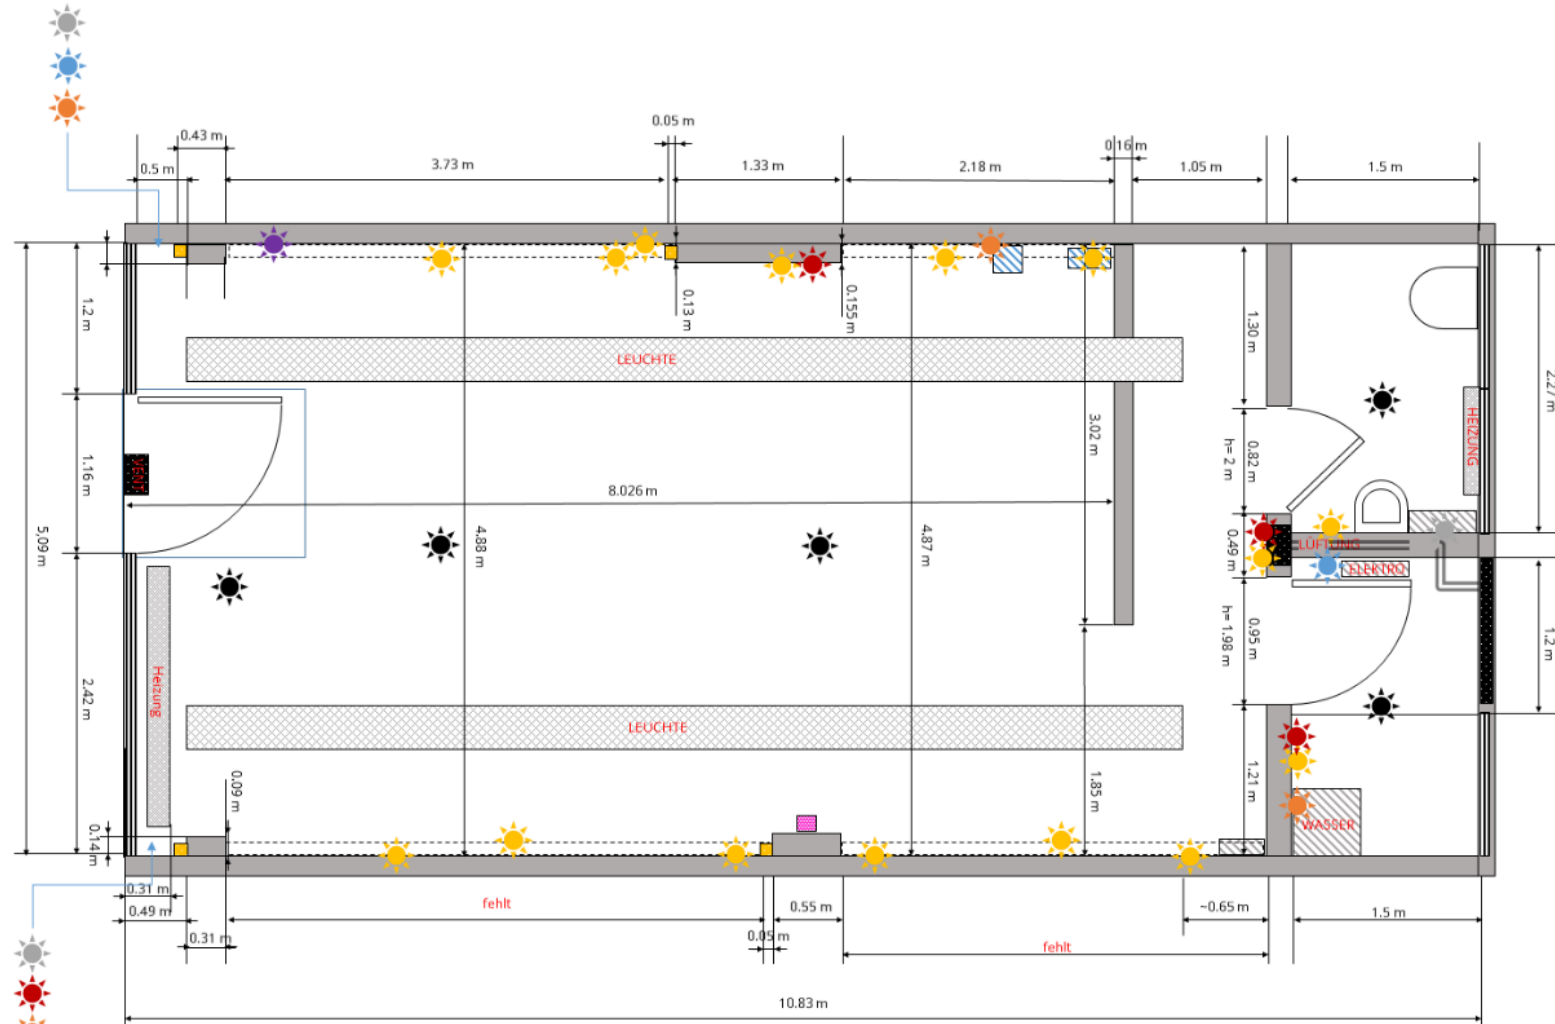 0.05 m
0.43 m
0.16 m
0.5 m
3.73 m
1.33 m
2.18 m
1.05 m
1.5 m
1.2 m
0.13 m
0.155 m
1.30 m
2.27 m
LEUCHTE
HEIZUNG
3.02 m
0.82 m
h= 2 m
1.16 m
VENT
8.026 m
5,09 m
4.88 m
4.87 m
0.49 m
LÜFTUNG
ELEKTRO
0.95 m
h= 1.98 m
1.2 m
Heizung
2.42 m
LEUCHTE
0.09 m
1.85 m
1.21 m
WASSER
0.14 m
0.31 m
0.49 m
fehlt
0.55 m
~0.65 m
1.5 m
0.31 m
0.05 m
fehlt
10.83 m